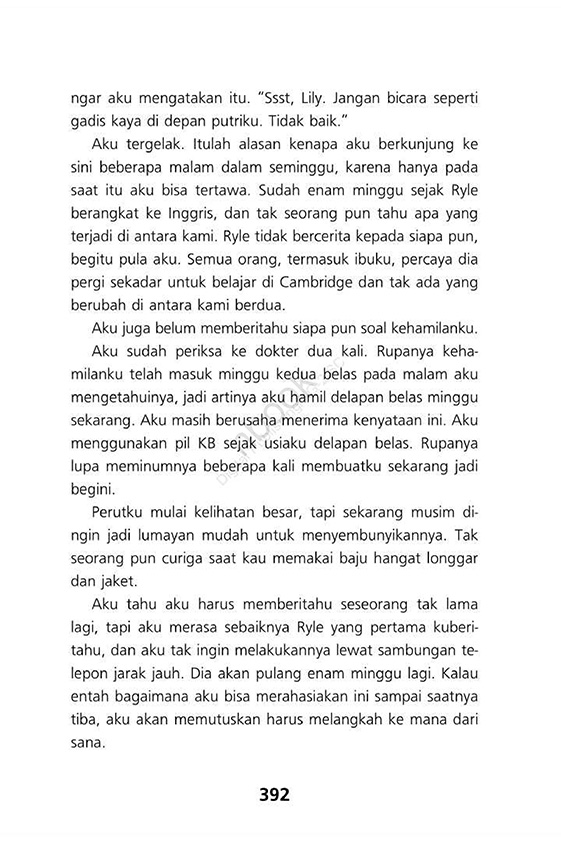 ngar aku mengatakan itu. “Ssst, Lily. Jangan bicara seperti
gadis kaya di depan putriku. Tidak baik.”
Aku tergelak. Itulah alasan kenapa aku berkunjung ke
sini beberapa malam dalam seminggu, karena hanya pada
saat itu aku bisa tertawa. Sudah enam minggu sejak Ryle
berangkat ke Inggris, dan tak seorang pun tahu apa yang
terjadi di antara kami. Ryle tidak bercerita kepada siapa pun,
begitu pula aku. Semua orang, termasuk ibuku, percaya dia
pergi sekadar untuk belajar di Cambridge dan tak ada yang
berubah di antara kami berdua.
Aku juga belum memberitahu siapa pun soal kehamilanku.
Aku sudah periksa ke dokter dua kali. Rupanya keha-
milanku telah masuk minggu kedua belas pada malam aku
mengetahuinya, jadi artinya aku hamil delapan belas minggu
sekarang. Aku masih berusaha menerima kenyataan ini. Aku
menggunakan pil KB sejak usiaku delapan belas. Rupanya
lupa meminumnya beberapa kali membuatku sekarang jadi
begini.
Perutku mulai kelihatan besar, tapi sekarang musim di-
ngin jadi lumayan mudah untuk menyembunyikannya. Tak
seorang pun curiga saat kau memakai baju hangat longgar
dan jaket.
Aku tahu aku harus memberitahu seseorang tak lama
lagi, tapi aku merasa sebaiknya Ryle yang pertama kuberi-
tahu, dan aku tak ingin melakukannya lewat sambungan te-
lepon jarak jauh. Dia akan pulang enam minggu lagi. Kalau
entah bagaimana aku bisa merahasiakan ini sampai saatnya
tiba, aku akan memutuskan harus melangkah ke mana dari
sana.
392